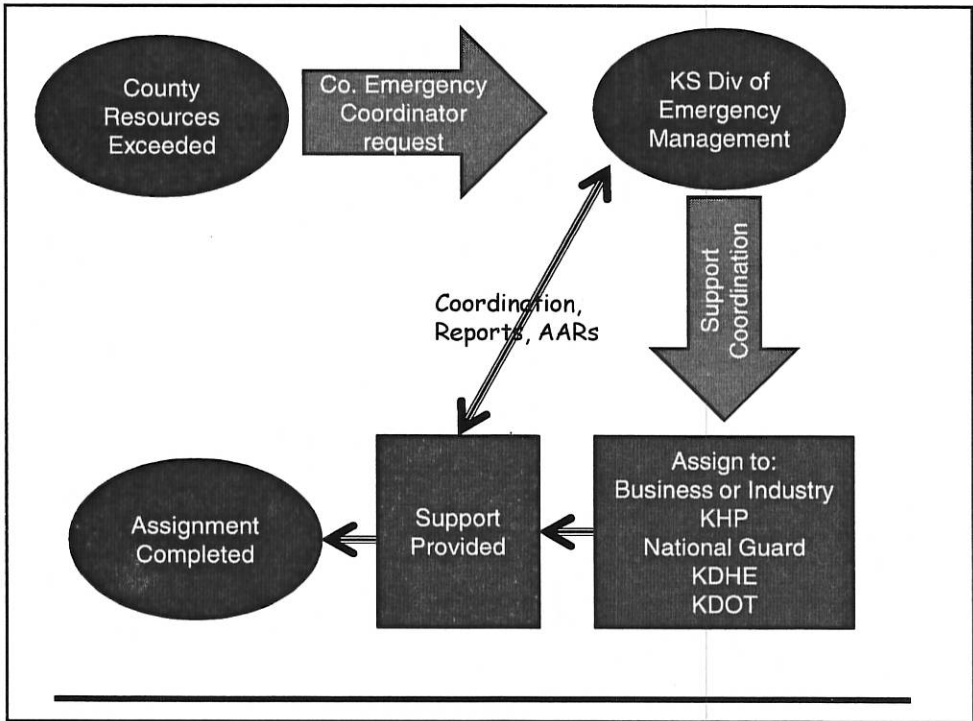 County
Resources
Exceeded
Co. Emergency
Coordinator
request
KS Div of
Emergency
Management
Support
Coordination
Coordination,
Reports, AARs
Assign to:
Business or Industry
KHP
National Guard
KDHE
KDOT
Support
Provided
Assignment
Completed